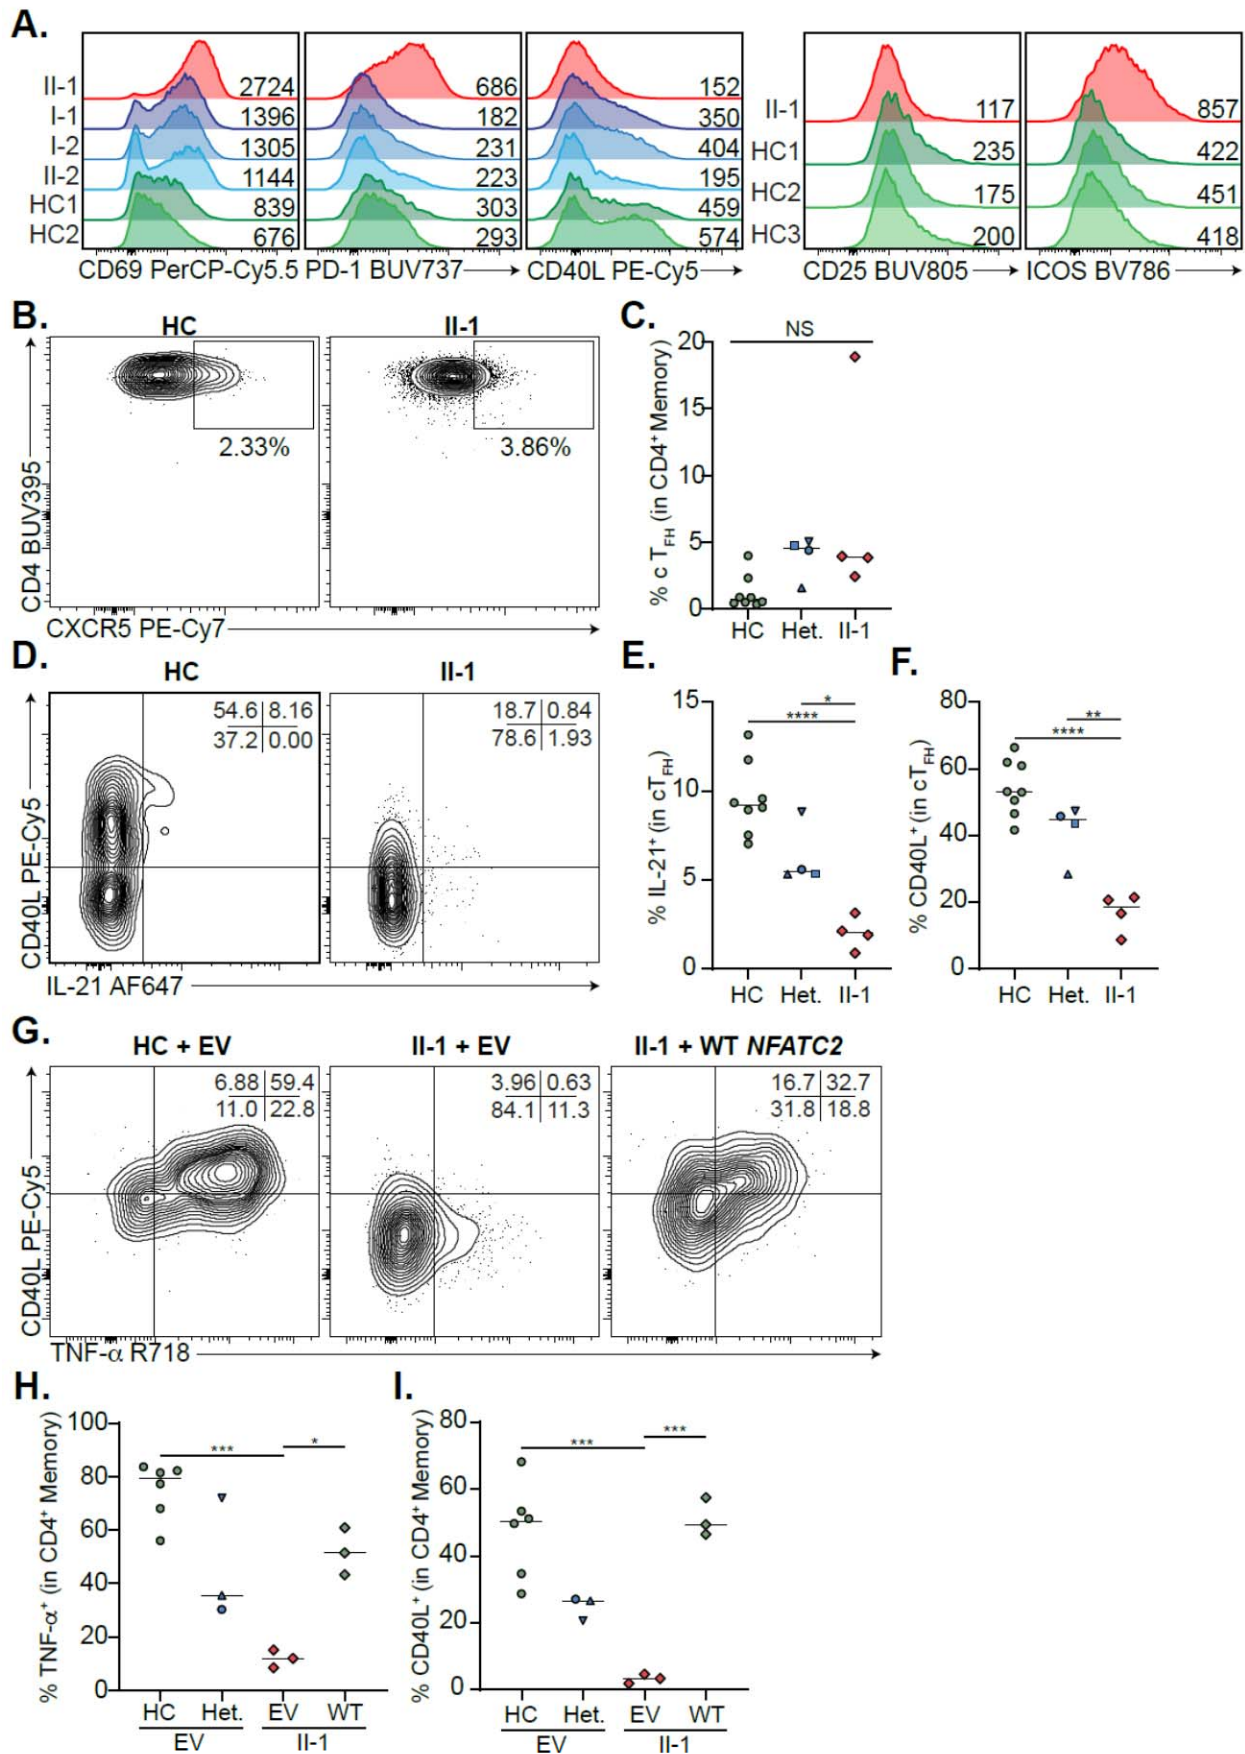 A.
II-1
I-1
I-2
II-2
HC1
HC2
2724
1396
1305
1144
839
676
CD69 PerCP-Cy5.5
686
182
231
223
303
293
PD-1 BUV737
152
350
404
195
459
574
CD40L PE-Cy5
II-1
HC1
HC2
HC3
117
235
175
200
CD25 BUV805
857
422
451
418
ICOS BV786
B.
HC
II-1
2.33%
3.86%
CD4 BUV395
CXCR5 PE-Cy7
C.
NS
% c TFH (in CD4+ Memory)
20
15
10
5
0
HC Het. II-1
D.
HC
II-1
54.6 8.16
37.2 0.00
18.7 0.84
78.6 1.93
CD40L PE-Cy5
IL-21 AF647
E.
*
****
% IL-21+ (in cTFH)
15
10
5
0
HC Het. II-1
F.
**
****
% CD40L+ (in cTFH)
80
60
40
20
0
HC Het. II-1
G.
HC + EV
II-1 + EV
II-1 + WT NFATC2
6.88 59.4
11.0 22.8
3.96 0.63
84.1 11.3
16.7 32.7
31.8 18.8
CD40L PE-Cy5
TNF-α R718
H.
***
*
% TNF-α+ (in CD4+ Memory)
100
80
60
40
20
0
HC Het. EV WT
EV II-1
I.
***
***
% CD40L+ (in CD4+ Memory)
80
60
40
20
0
HC Het. EV WT
EV II-1